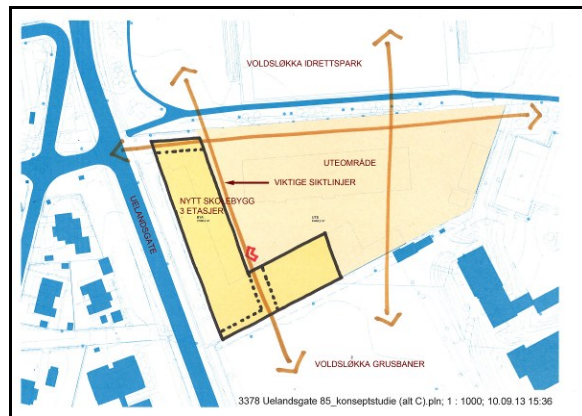 VOLDSLØKKA IDRETTSPARK
UTEOMRÅDE
VIKTIGE SIKTLINJER
NYTT SKOLEBYGG
3 ETASJER
UELANDSGATE
VOLDSLØKKA GRUSBANER
3378 Uelandsgate 85_konseptstudie (alt C).pln; 1 : 1000; 10.09.13 15:36